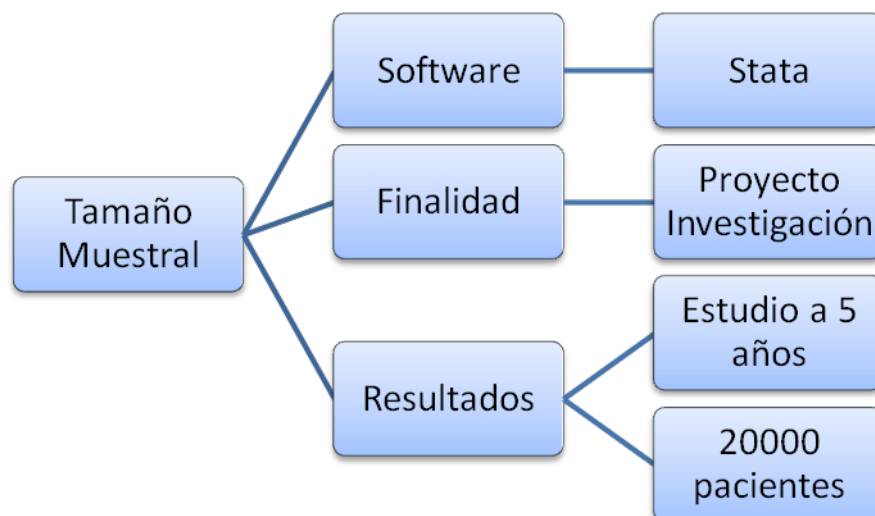 Tamaño
Muestral
Software
Stata
Finalidad
Proyecto
Investigación
Resultados
Estudio a 5
años
20000
pacientes